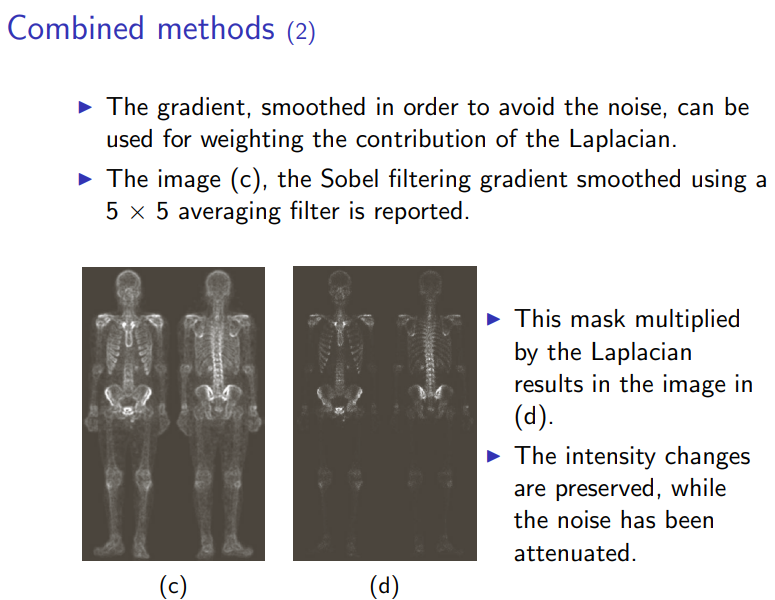 Combined methods (2)
▶ The gradient, smoothed in order to avoid the noise, can be
used for weighting the contribution of the Laplacian.
▶ The image (c), the Sobel filtering gradient smoothed using a
5 × 5 averaging filter is reported.
▶ This mask multiplied
by the Laplacian
results in the image in
(d).
▶ The intensity changes
are preserved, while
the noise has been
attenuated.
(c)
(d)